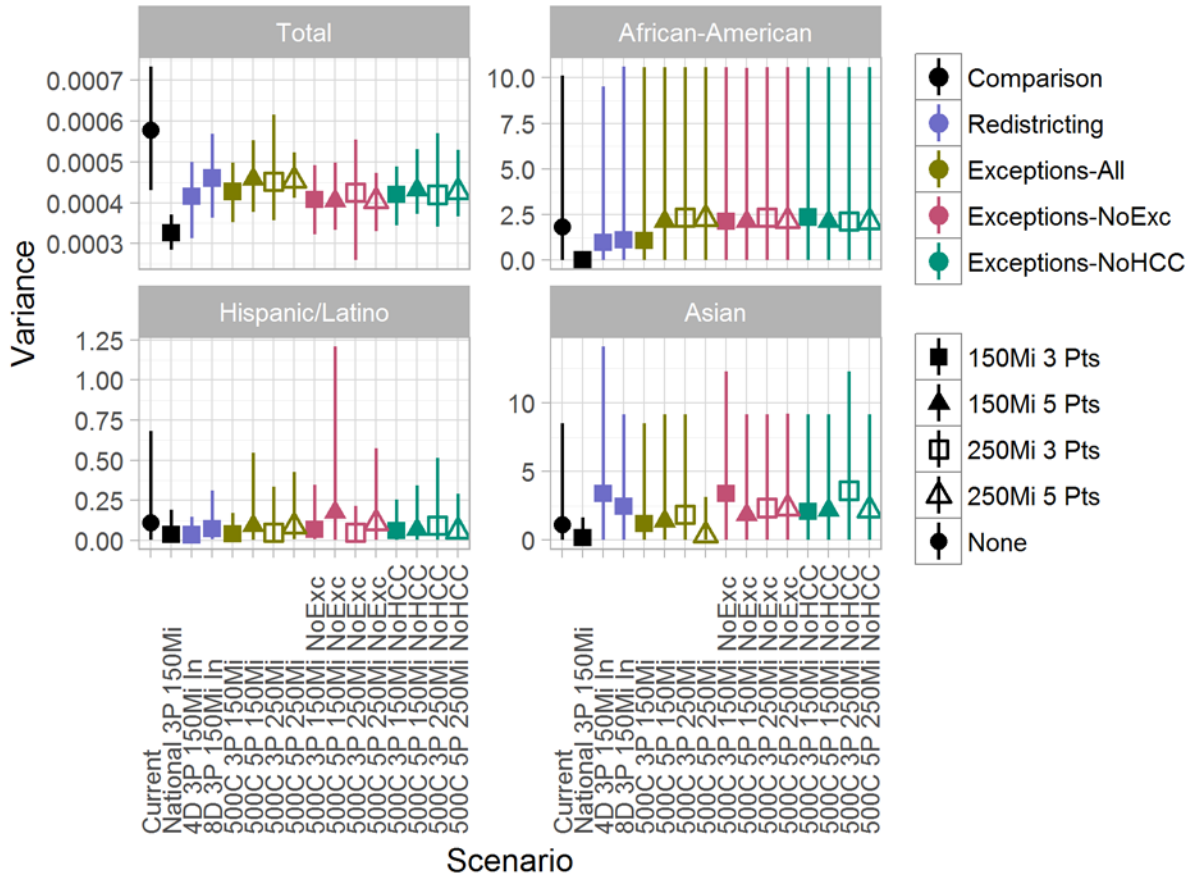 Total
African-American
0.0007
0.0006
0.0005
0.0004
0.0003
10.0
7.5
5.0
2.5
0.0
Variance
Hispanic/Latino
Asian
1.25
1.00
0.75
0.50
0.25
0.00
10
5
0
Current
National 3P 150Mi
4D 3P 150Mi In
8D 3P 150Mi In
500C 3P 150Mi
500C 5P 150Mi
500C 3P 250Mi
500C 5P 250Mi
500C 3P 150Mi NoExc
500C 5P 150Mi NoExc
500C 3P 250Mi NoExc
500C 5P 250Mi NoExc
500C 3P 150Mi NoHCC
500C 5P 150Mi NoHCC
500C 3P 250Mi NoHCC
500C 5P 250Mi NoHCC
Current
National 3P 150Mi
4D 3P 150Mi In
8D 3P 150Mi In
500C 3P 150Mi
500C 5P 150Mi
500C 3P 250Mi
500C 5P 250Mi
500C 3P 150Mi NoExc
500C 5P 150Mi NoExc
500C 3P 250Mi NoExc
500C 5P 250Mi NoExc
500C 3P 150Mi NoHCC
500C 5P 150Mi NoHCC
500C 3P 250Mi NoHCC
500C 5P 250Mi NoHCC
Scenario
Comparison
Redistricting
Exceptions-All
Exceptions-NoExc
Exceptions-NoHCC
150Mi 3 Pts
150Mi 5 Pts
250Mi 3 Pts
250Mi 5 Pts
None